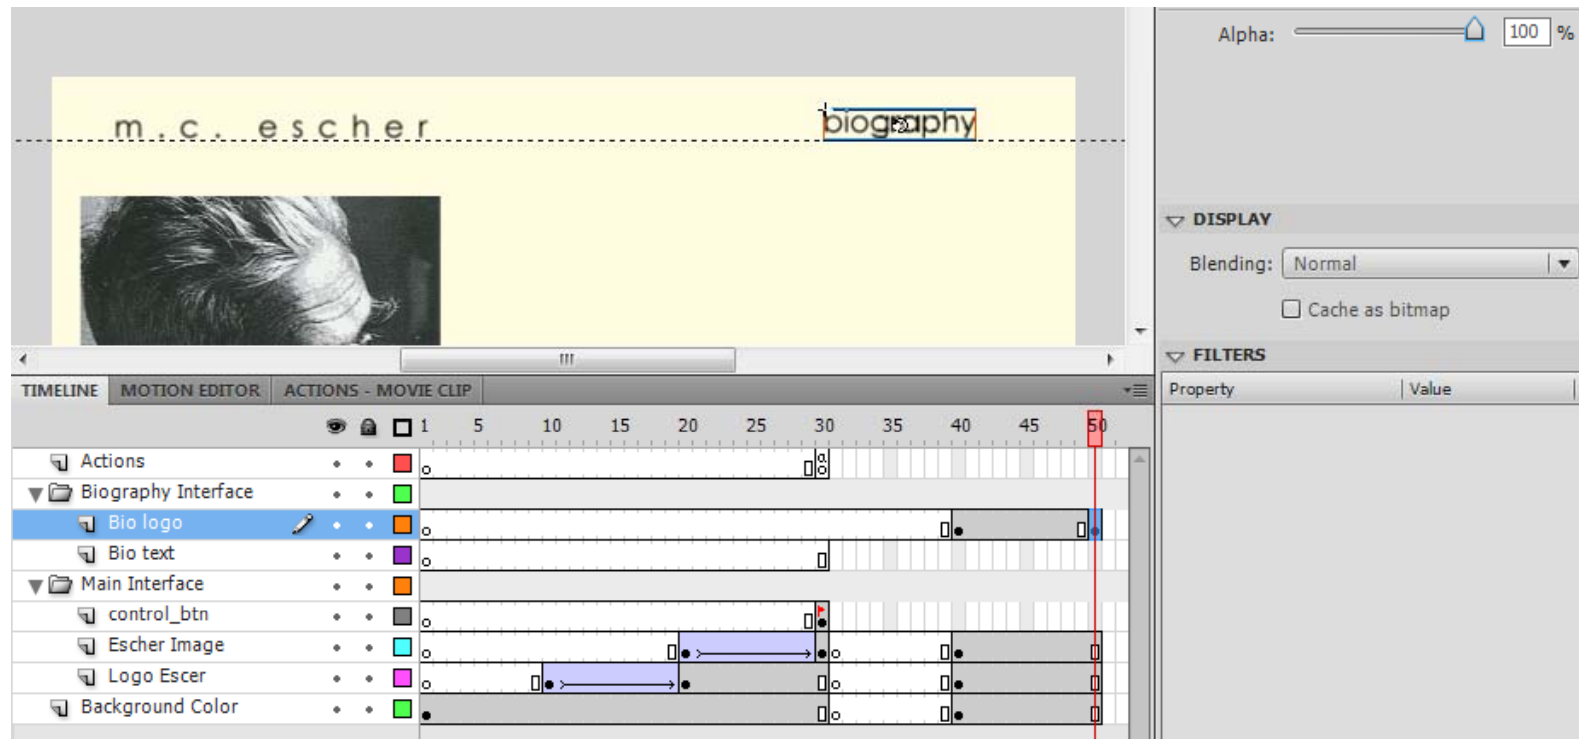 Alpha: 100 %
m.c. escher biography
DISPLAY
Blending: Normal
Cache as bitmap
FILTERS
Property Value
TIMELINE MOTION EDITOR ACTIONS - MOVIE CLIP
1 5 10 15 20 25 30 35 40 45 50
Actions
a
Biography Interface
Bio logo
Bio text
Main Interface
control_btn
Escher Image
Logo Escer
Background Color